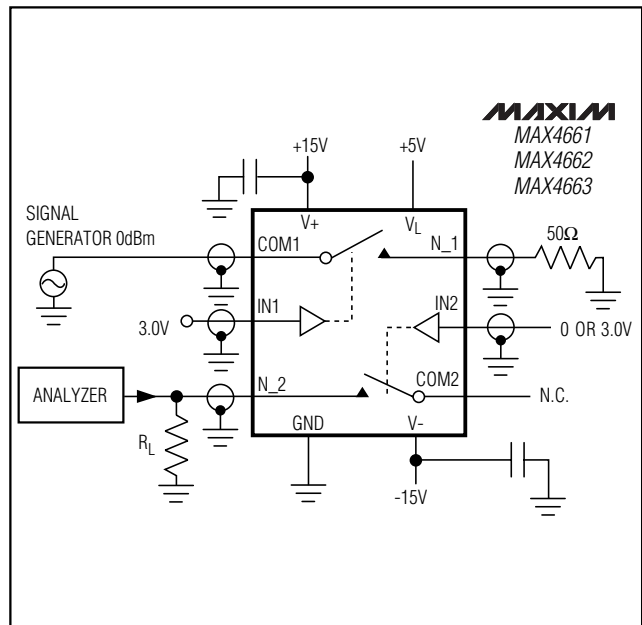 MAXIM
MAX4661
MAX4662
MAX4663
+15V
+5V
SIGNAL
GENERATOR 0dBm
V+
VL
COM1
N_1
50Ω
IN1
IN2
3.0V
0 OR 3.0V
ANALYZER
N_2
COM2
N.C.
RL
GND
V-
-15V